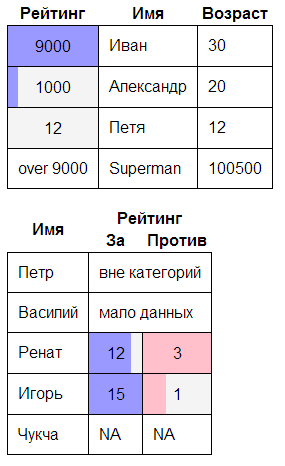 Рейтинг Имя Возраст
9000 Иван 30
1000 Александр 20
12 Петя 12
over 9000 Superman 100500
Имя Рейтинг
За Против
Петр вне категорий
Василий мало данных
Ренат 12 3
Игорь 15 1
Чукча NA NA